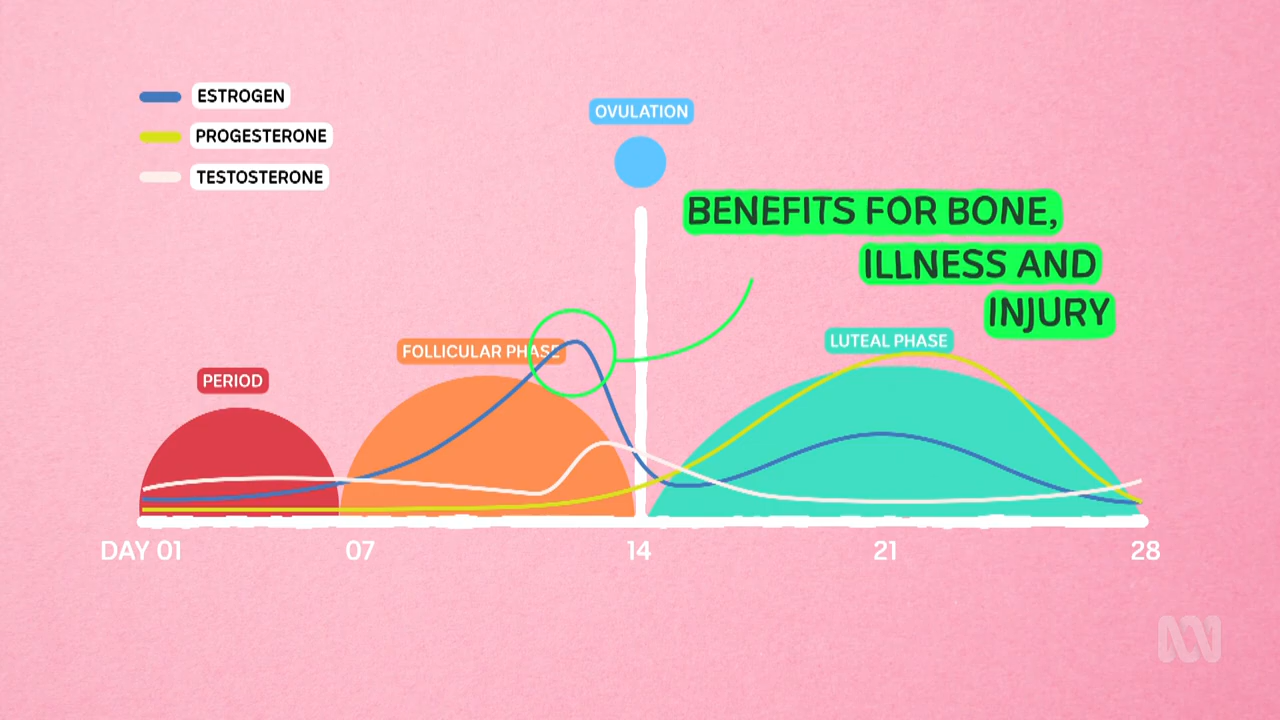 ESTROGEN
PROGESTERONE
TESTOSTERONE
OVULATION
BENEFITS FOR BONE,
ILLNESS AND
INJURY
LUTEAL PHASE
FOLLICULAR PHASE
PERIOD
DAY 01
07
14
21
28